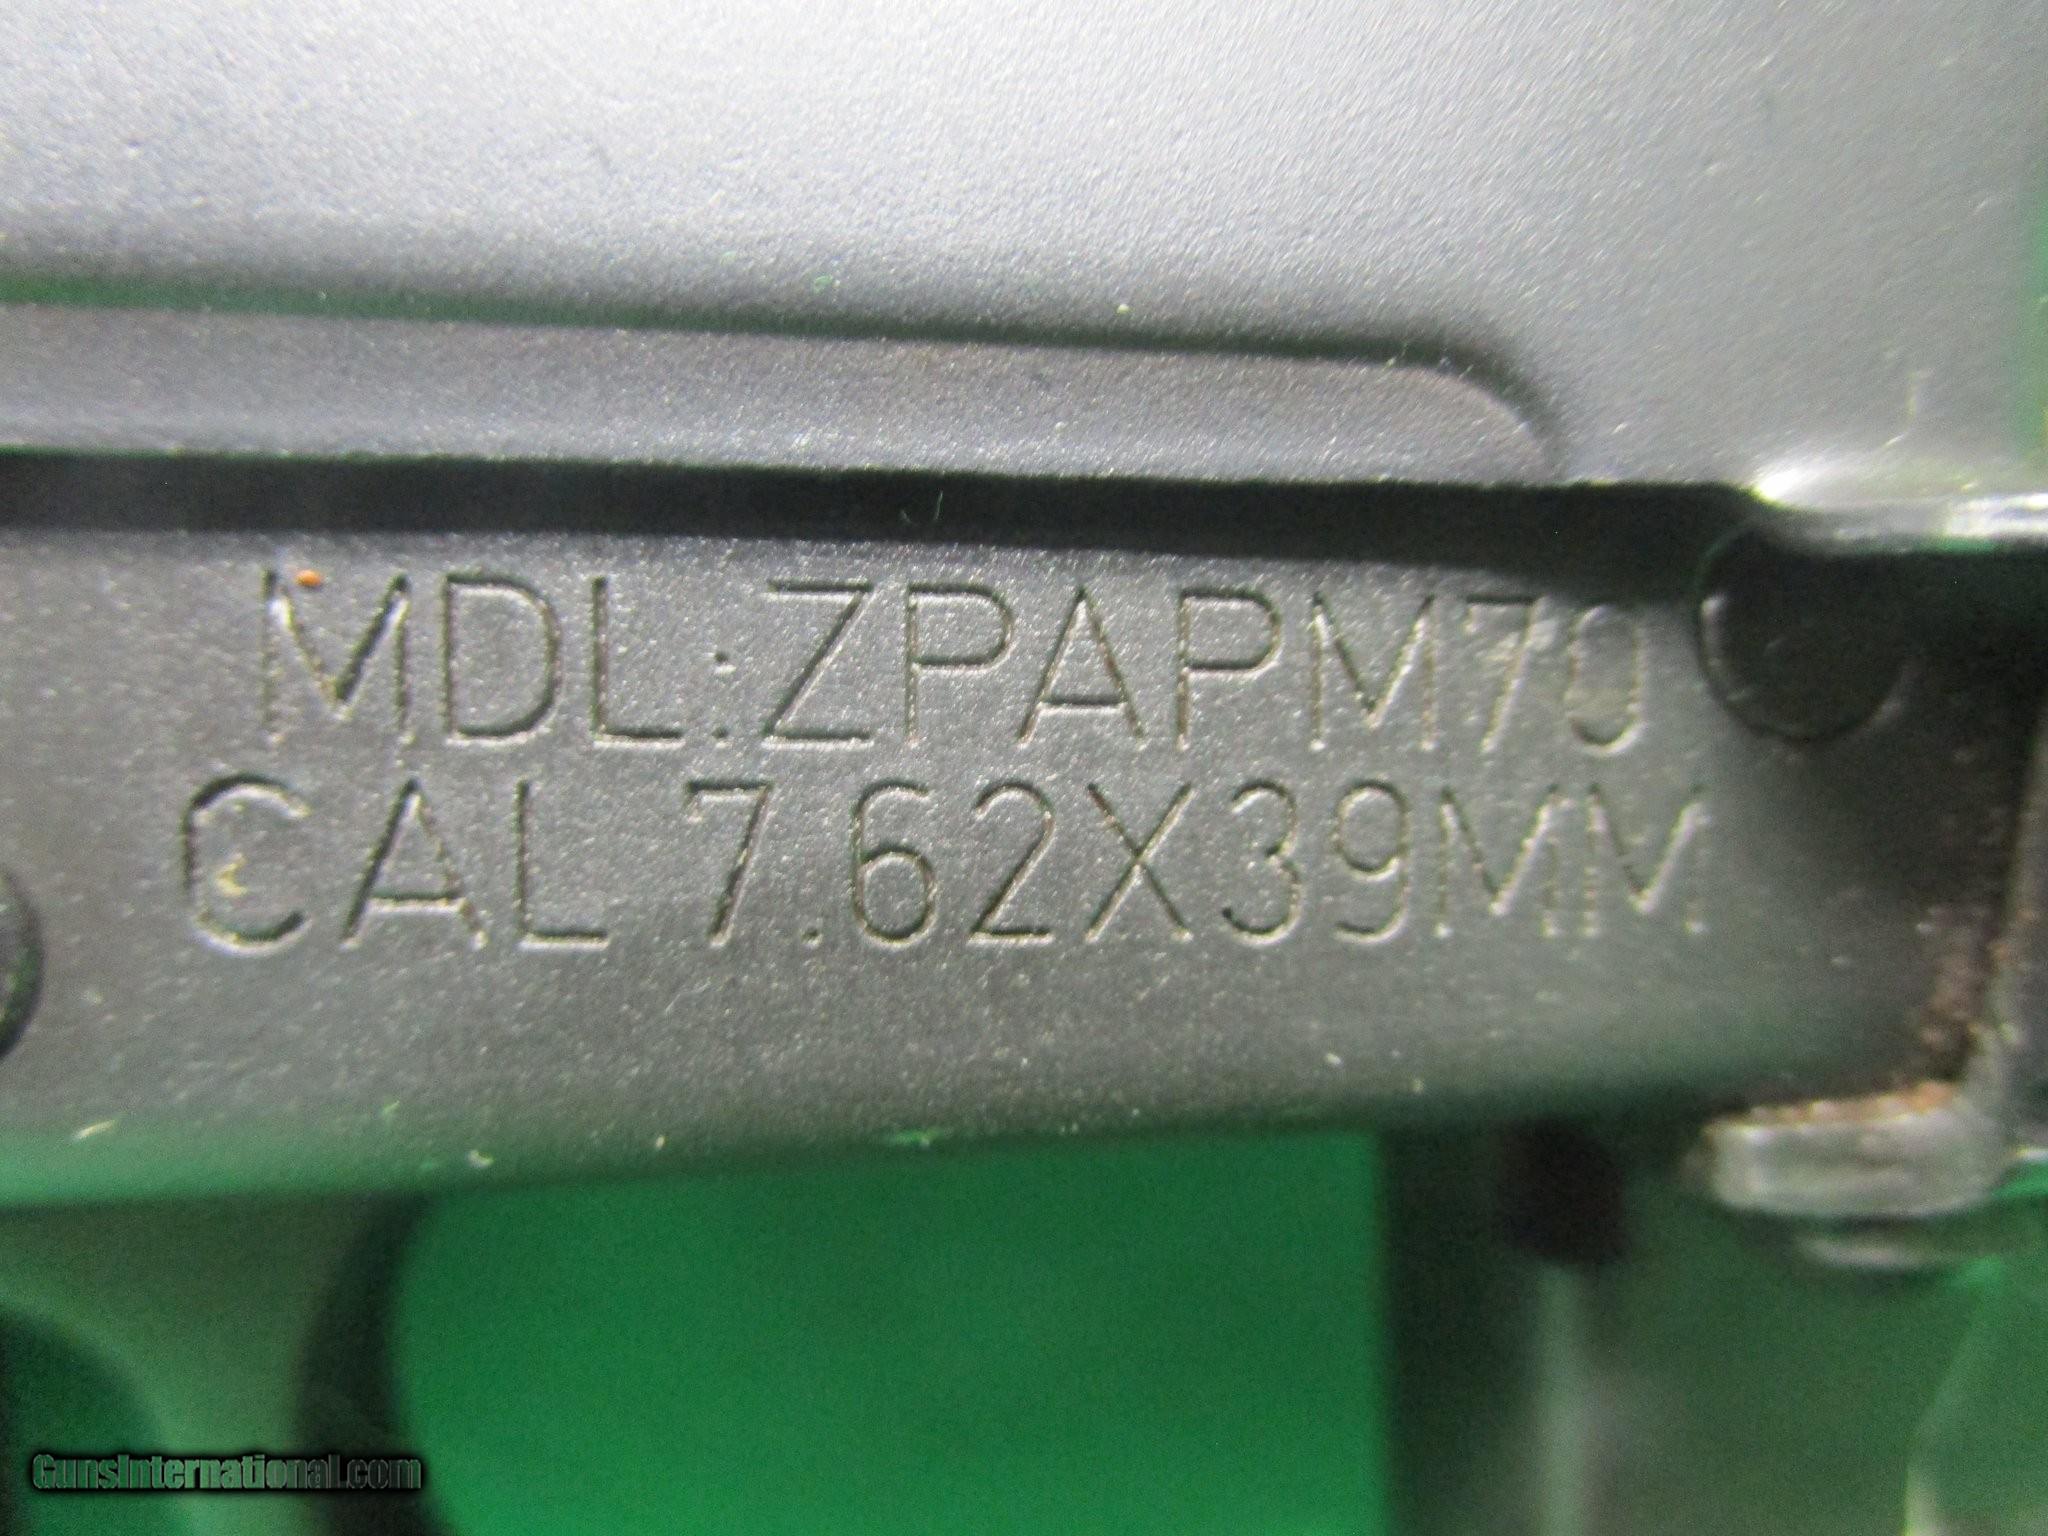 MDL:ZPAPM70
CAL 7.62X39MM
GunsInternational.com